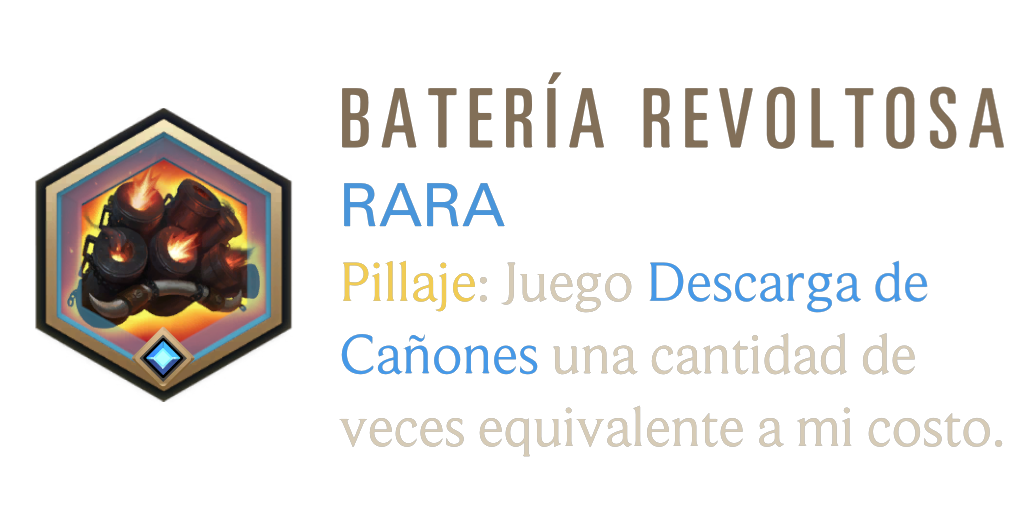 BATERÍA REVOLTOSA
RARA
Pillaje: Juego Descarga de
Cañones una cantidad de
veces equivalente a mi costo.